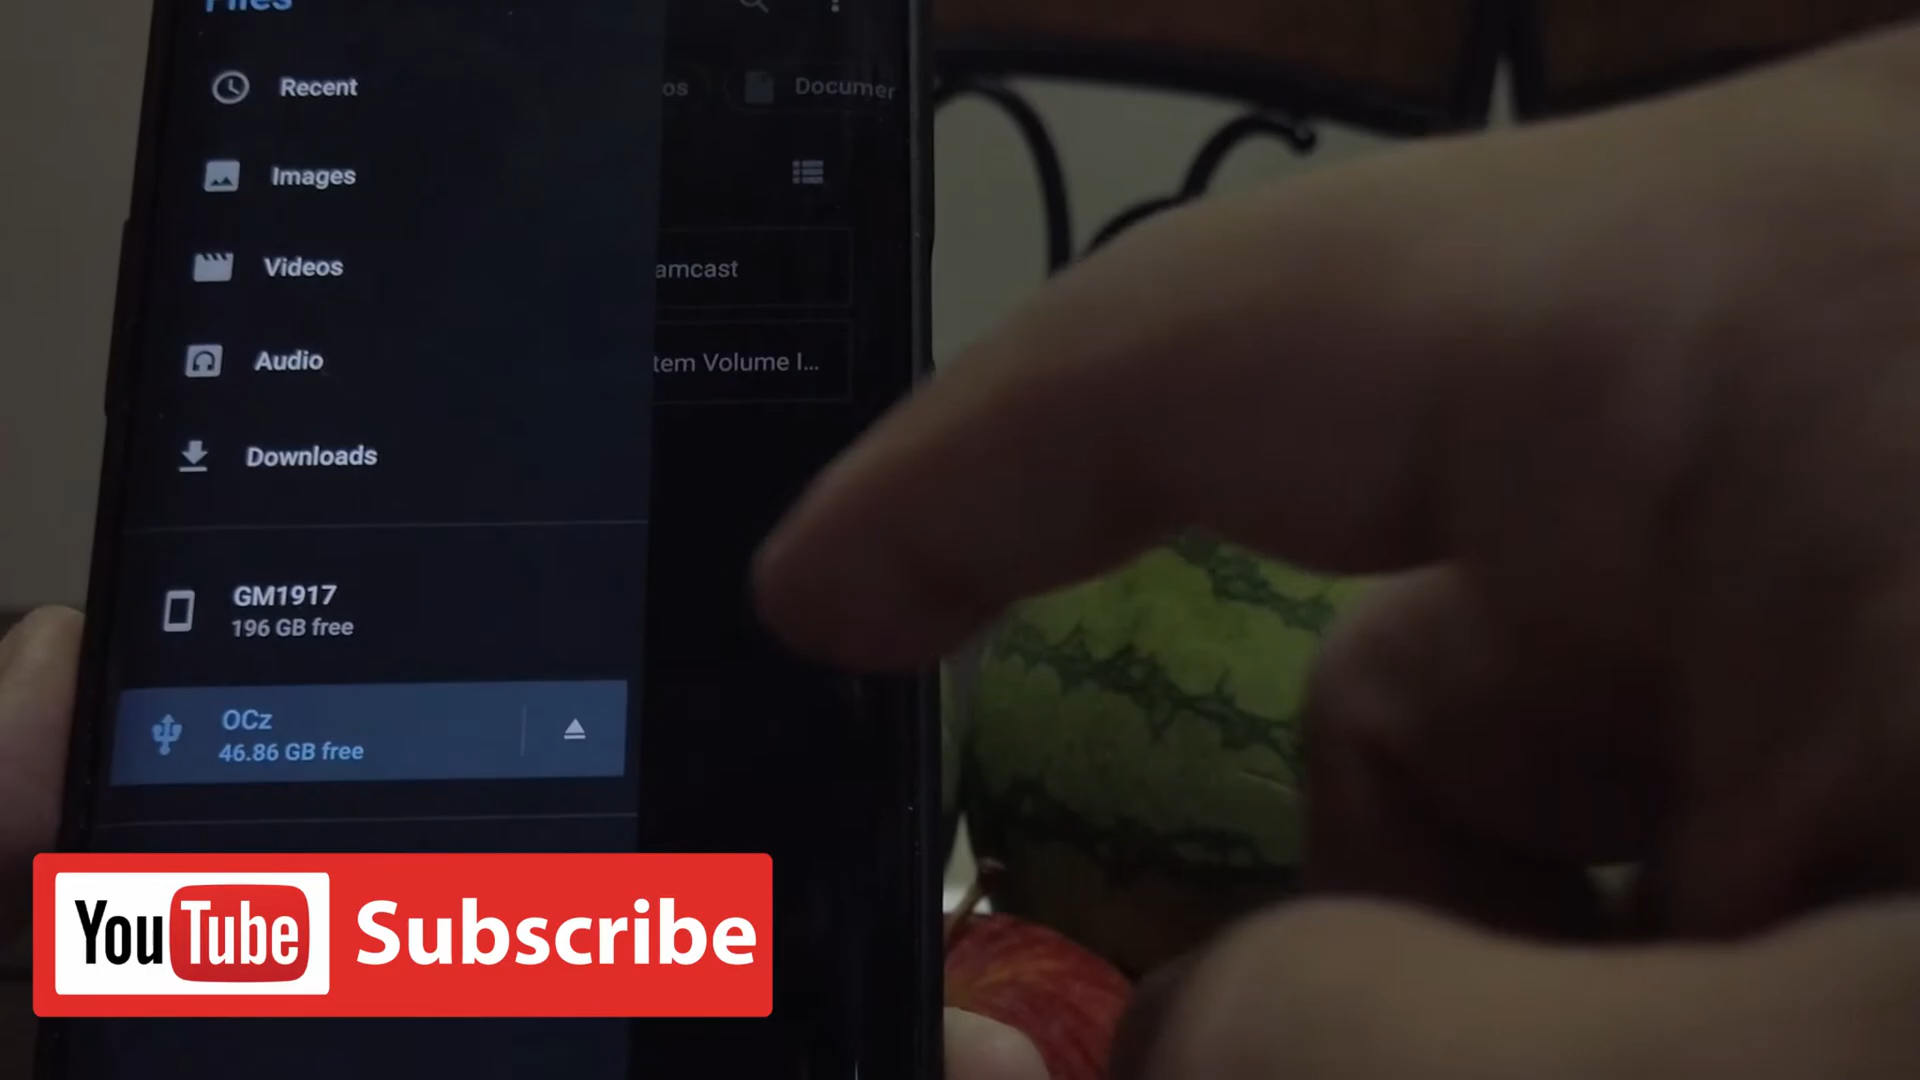 Files
Recent
os
Documen
Images
Videos
amcast
Audio
tem Volume I...
Downloads
GM1917
196 GB free
OCz
46.86 GB free
YouTube Subscribe